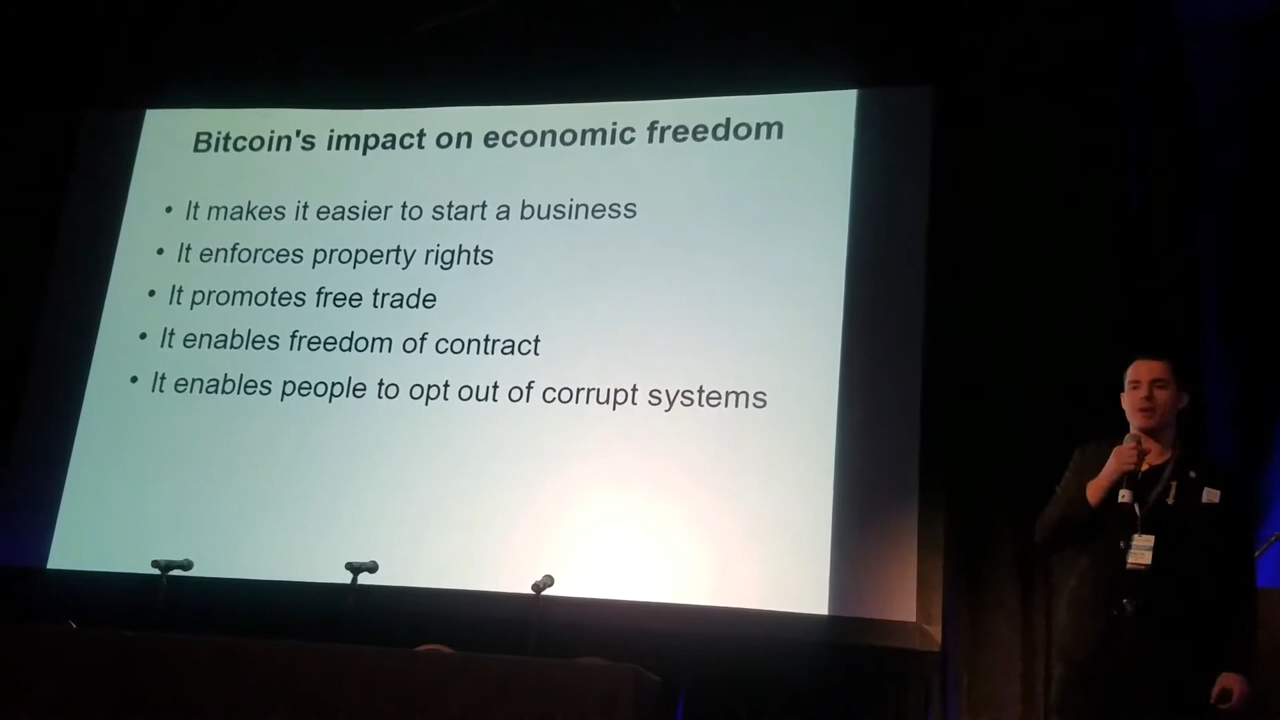 Bitcoin's impact on economic freedom
• It makes it easier to start a business
• It enforces property rights
• It promotes free trade
• It enables freedom of contract
• It enables people to opt out of corrupt systems